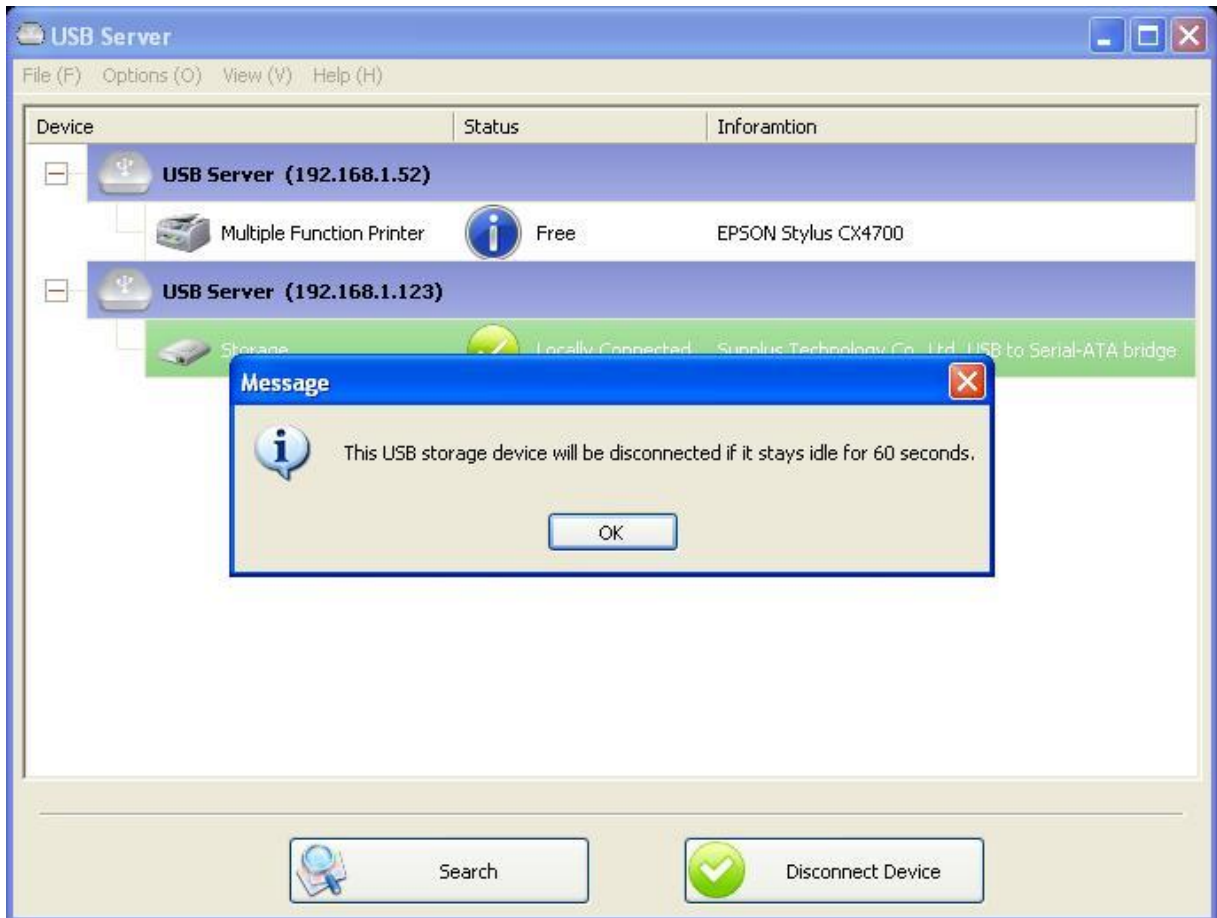 USB Server
File (F) Options (O) View (V) Help (H)
Device Status Inforamtion
USB Server (192.168.1.52)
Multiple Function Printer Free EPSON Stylus CX4700
USB Server (192.168.1.123)
Storage Locally Connected Sunplus Technology Co., Ltd. USB to Serial-ATA bridge
Message
This USB storage device will be disconnected if it stays idle for 60 seconds.
OK
Search Disconnect Device